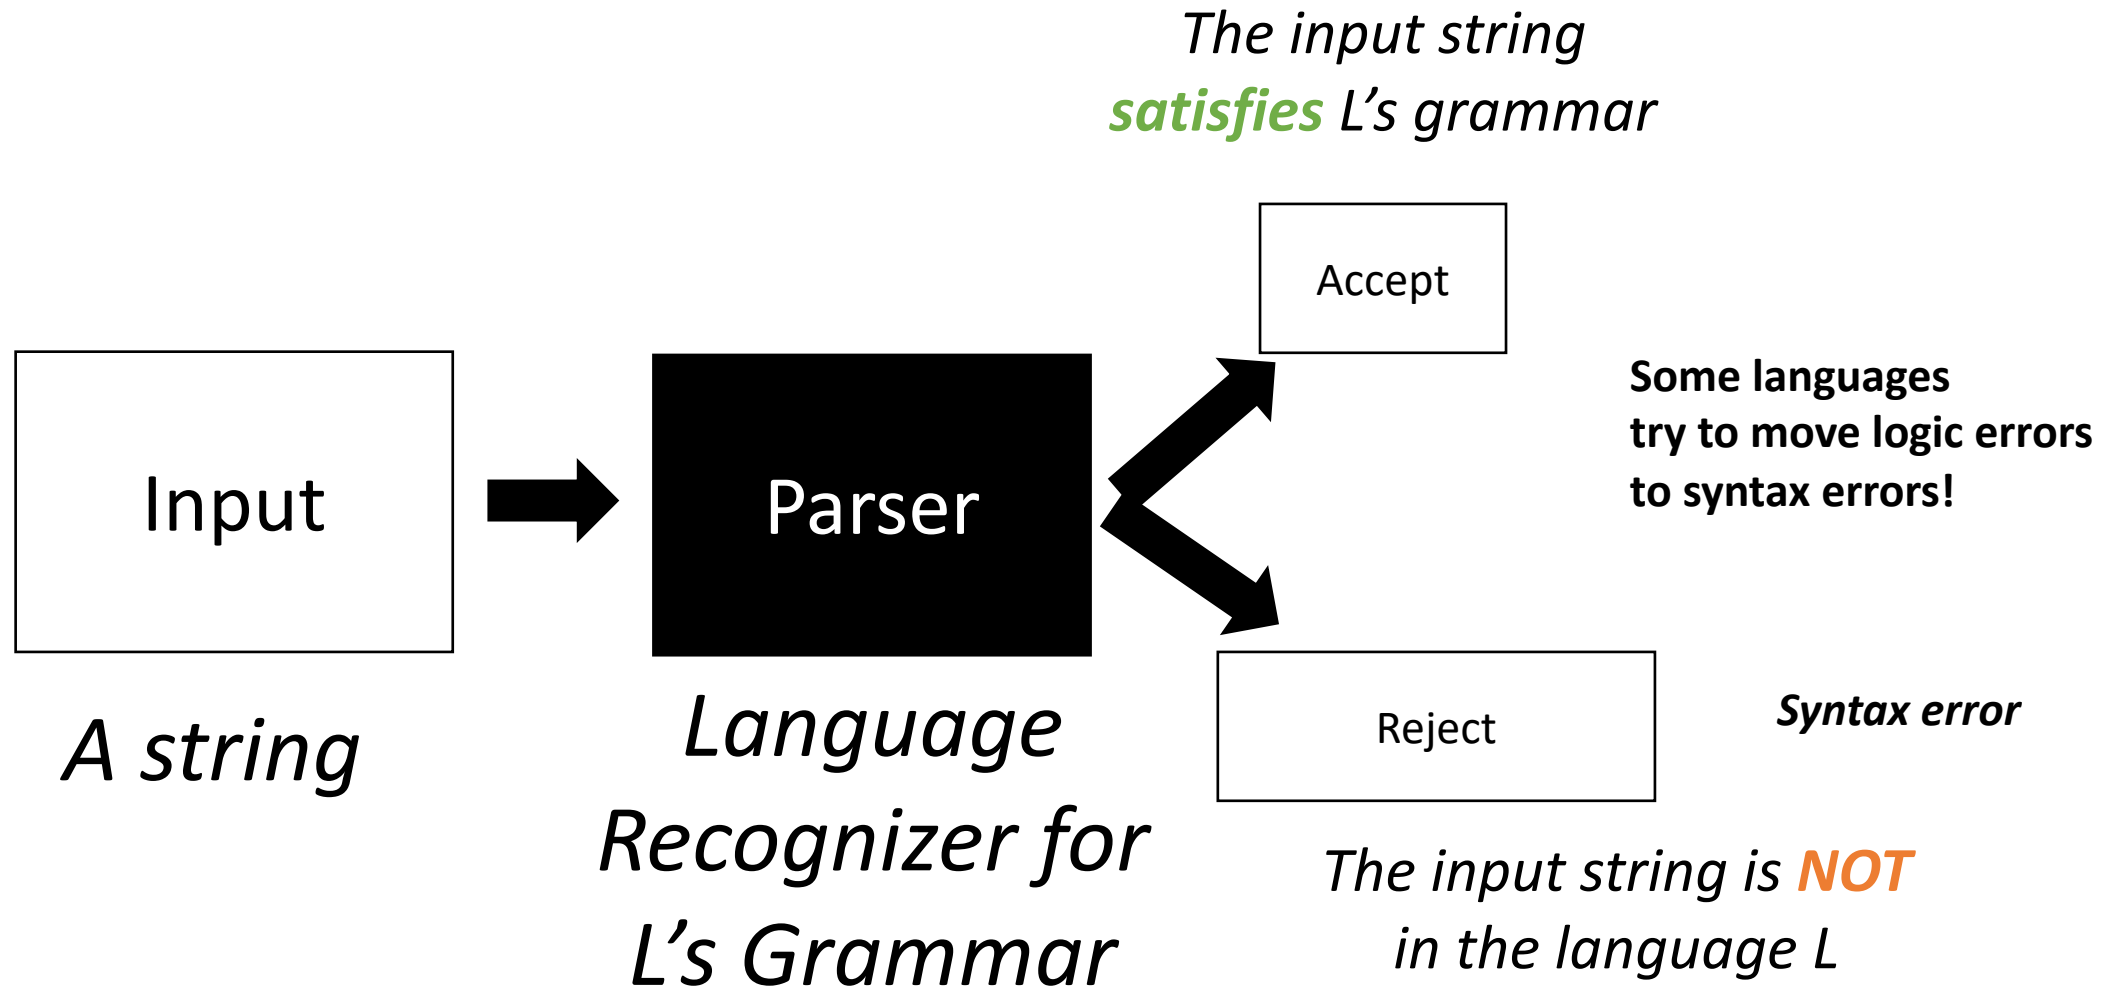 The input string
satisfies L’s grammar
Accept
Some languages
try to move logic errors
to syntax errors!
Input
Parser
A string
Language
Recognizer for
L’s Grammar
Reject
Syntax error
The input string is NOT
in the language L